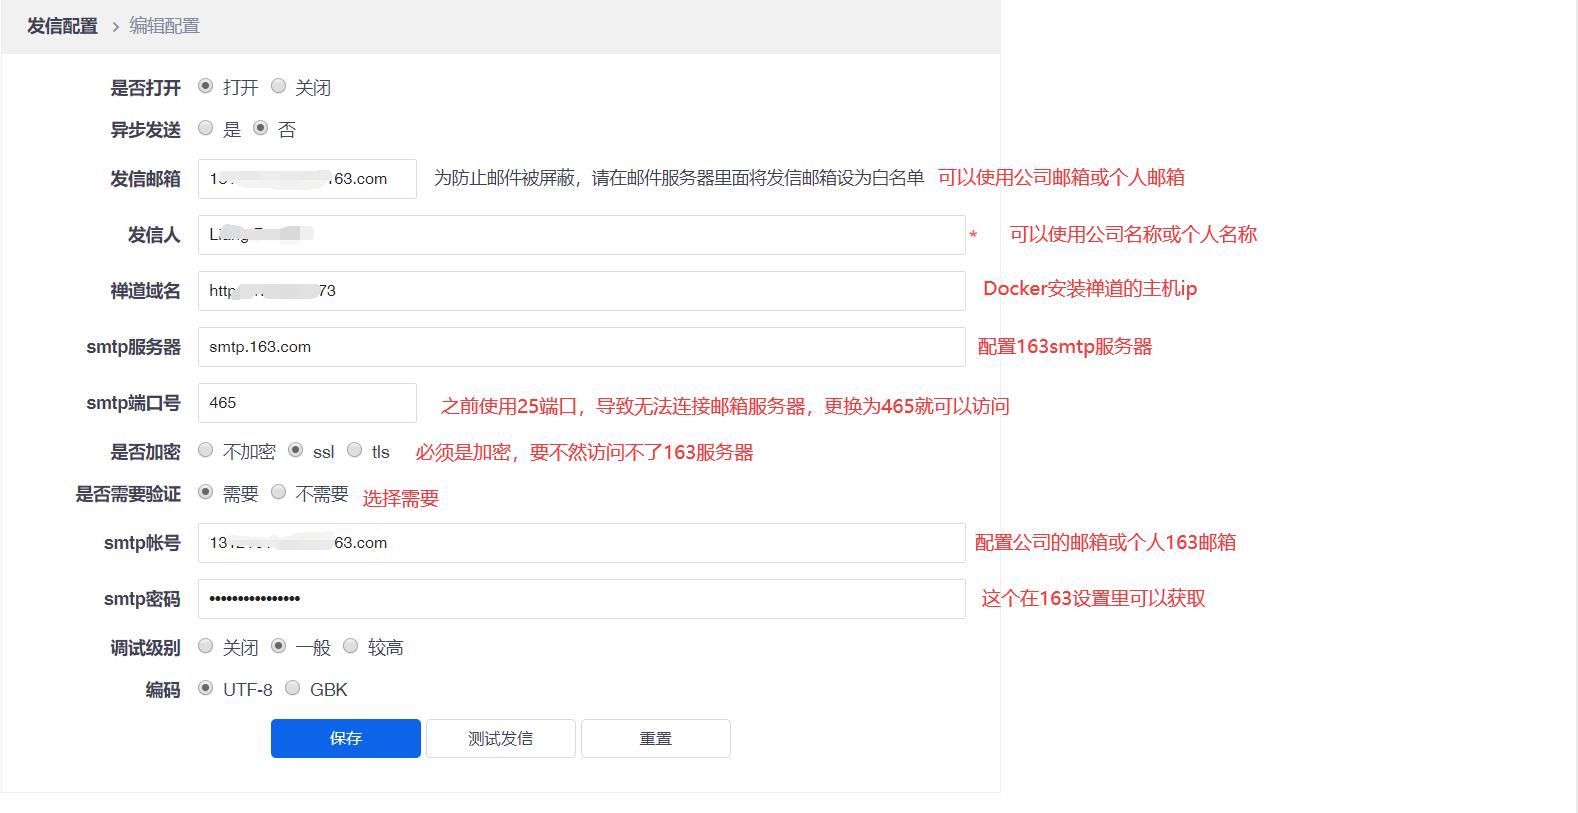 发信配置 › 编辑配置
是否打开 打开 关闭
异步发送 是 否
发信邮箱 163.com 为防止邮件被屏蔽，请在邮件服务器里面将发信邮箱设为白名单 可以使用公司邮箱或个人邮箱
发信人 * 可以使用公司名称或个人名称
禅道域名 http 73 Docker安装禅道的主机ip
smtp服务器 smtp.163.com 配置163smtp服务器
smtp端口号 465 之前使用25端口，导致无法连接邮箱服务器，更换为465就可以访问
是否加密 不加密 ssl tls 必须是加密，要不然访问不了163服务器
是否需要验证 需要 不需要 选择需要
smtp帐号 63.com 配置公司的邮箱或个人163邮箱
smtp密码 •••••••••••••••• 这个在163设置里可以获取
调试级别 关闭 一般 较高
编码 UTF-8 GBK
保存 测试发信 重置